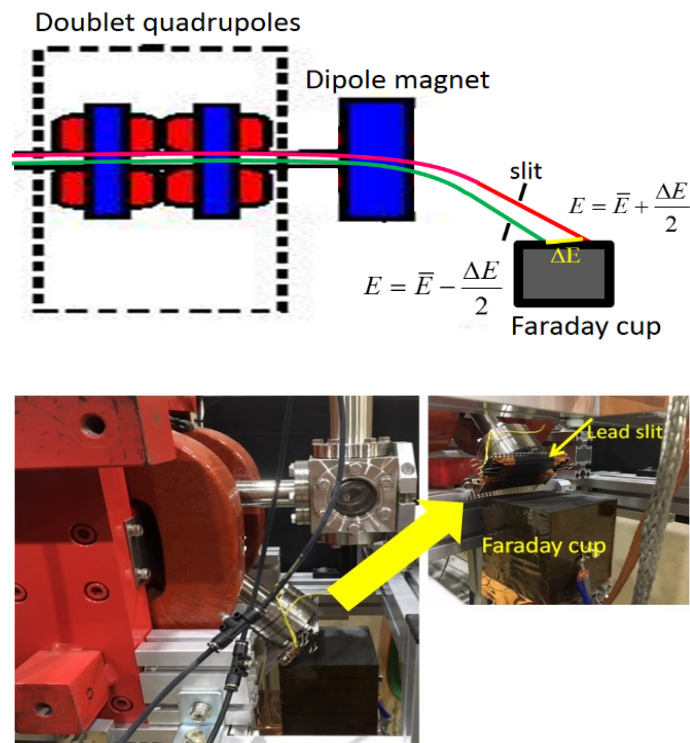 Doublet quadrupoles
Dipole magnet
slit
E = E̅ + ΔE/2
ΔE
E = E̅ − ΔE/2
Faraday cup
Lead slit
Faraday cup